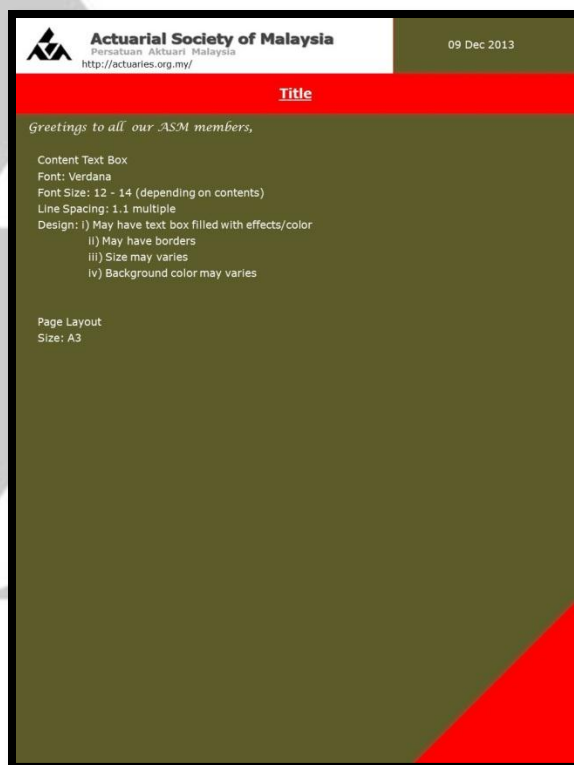 Actuarial Society of Malaysia
Persatuan Aktuari Malaysia
http://actuaries.org.my/
09 Dec 2013
Title
Greetings to all our ASM members,
Content Text Box
Font: Verdana
Font Size: 12 - 14 (depending on contents)
Line Spacing: 1.1 multiple
Design: i) May have text box filled with effects/color
ii) May have borders
iii) Size may varies
iv) Background color may varies
Page Layout
Size: A3